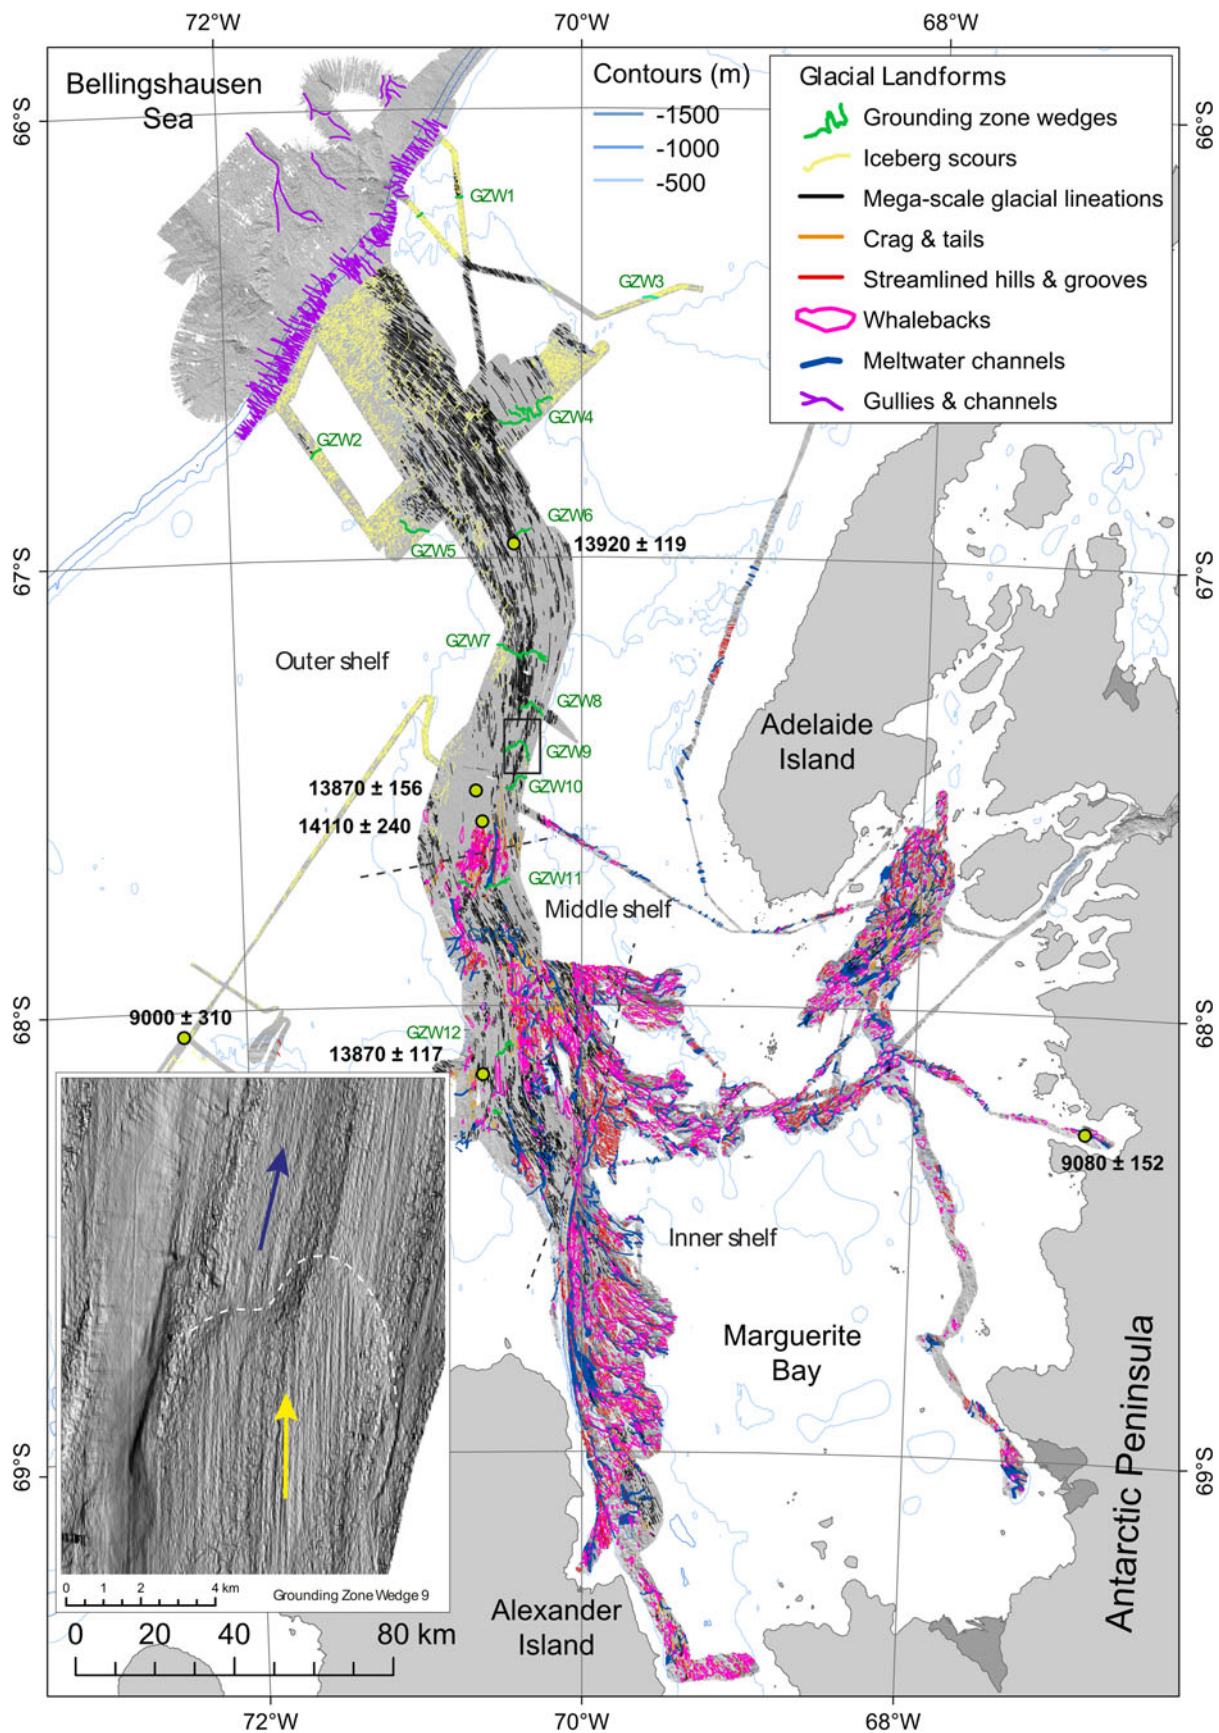 72°W
70°W
68°W
Bellingshausen
Sea
Contours (m)
-1500
-1000
-500
Glacial Landforms
Grounding zone wedges
Iceberg scours
Mega-scale glacial lineations
Crag & tails
Streamlined hills & grooves
Whalebacks
Meltwater channels
Gullies & channels
66°S
66°S
GZW1
GZW3
GZW4
GZW2
GZW6
GZW5
13920 ± 119
67°S
67°S
GZW7
Outer shelf
GZW8
Adelaide
Island
GZW9
GZW10
13870 ± 156
14110 ± 240
GZW11
Middle shelf
68°S
68°S
9000 ± 310
GZW12
13870 ± 117
9080 ± 152
Inner shelf
Marguerite
Bay
Antarctic Peninsula
69°S
69°S
0 1 2 4 km
Grounding Zone Wedge 9
Alexander
Island
0 20 40 80 km
72°W
70°W
68°W